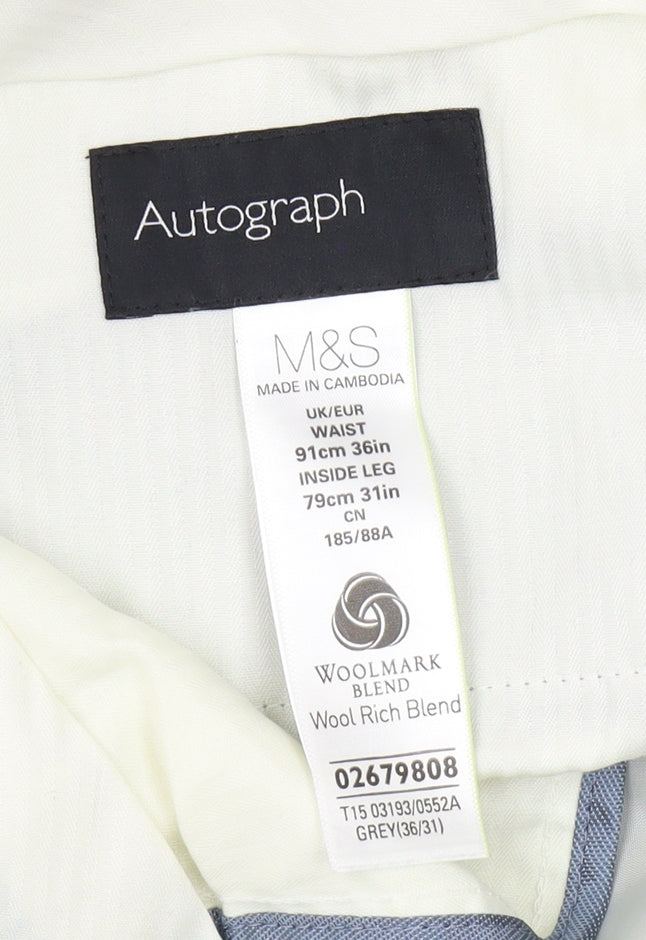 Autograph
M&S
MADE IN CAMBODIA
UK/EUR
WAIST
91cm 36in
INSIDE LEG
79cm 31in
CN
185/88A
WOOLMARK
BLEND
Wool Rich Blend
02679808
T15 03193/0552A
GREY(36/31)